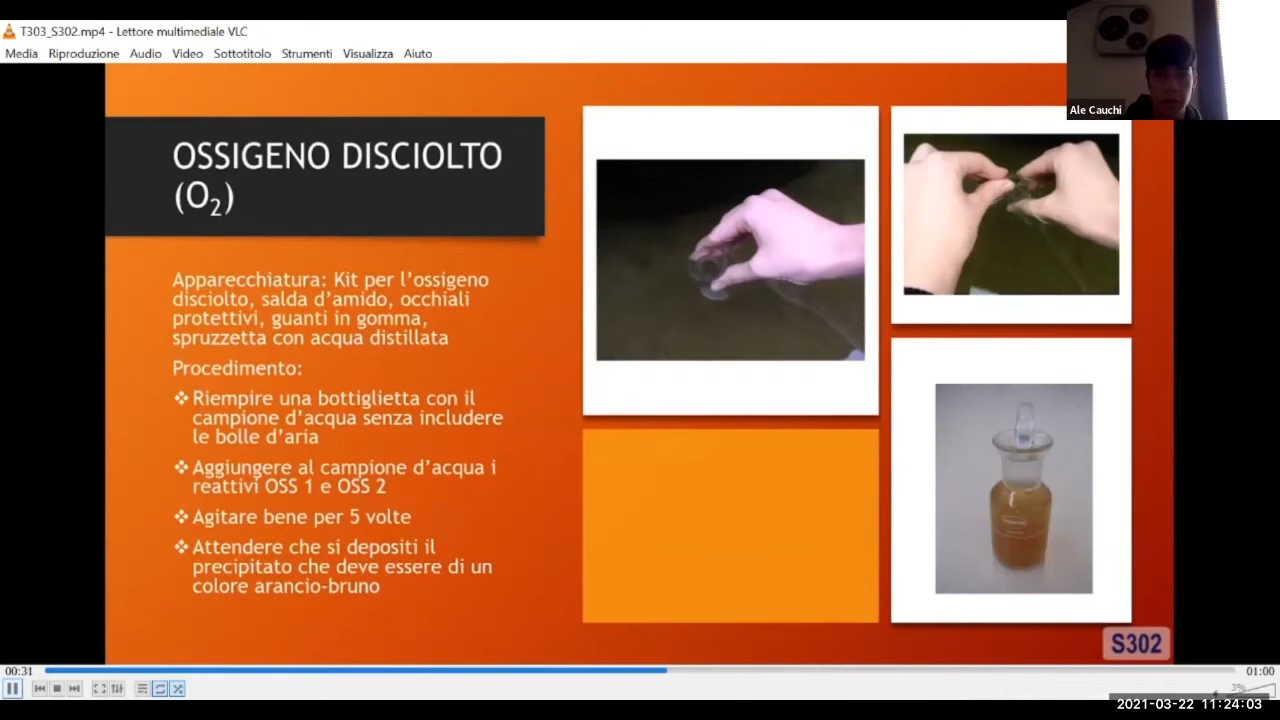 T303_S302.mp4 - Lettore multimediale VLC
Media Riproduzione Audio Video Sottotitolo Strumenti Visualizza Aiuto
Ale Cauchi
OSSIGENO DISCIOLTO
(O₂)
Apparecchiatura: Kit per l'ossigeno
disciolto, salda d'amido, occhiali
protettivi, guanti in gomma,
spruzzetta con acqua distillata
Procedimento:
❖Riempire una bottiglietta con il
campione d'acqua senza includere
le bolle d'aria
❖Aggiungere al campione d'acqua i
reattivi OSS 1 e OSS 2
❖Agitare bene per 5 volte
❖Attendere che si depositi il
precipitato che deve essere di un
colore arancio-bruno
S302
00:31
01:00
3%
2021-03-22 11:24:03